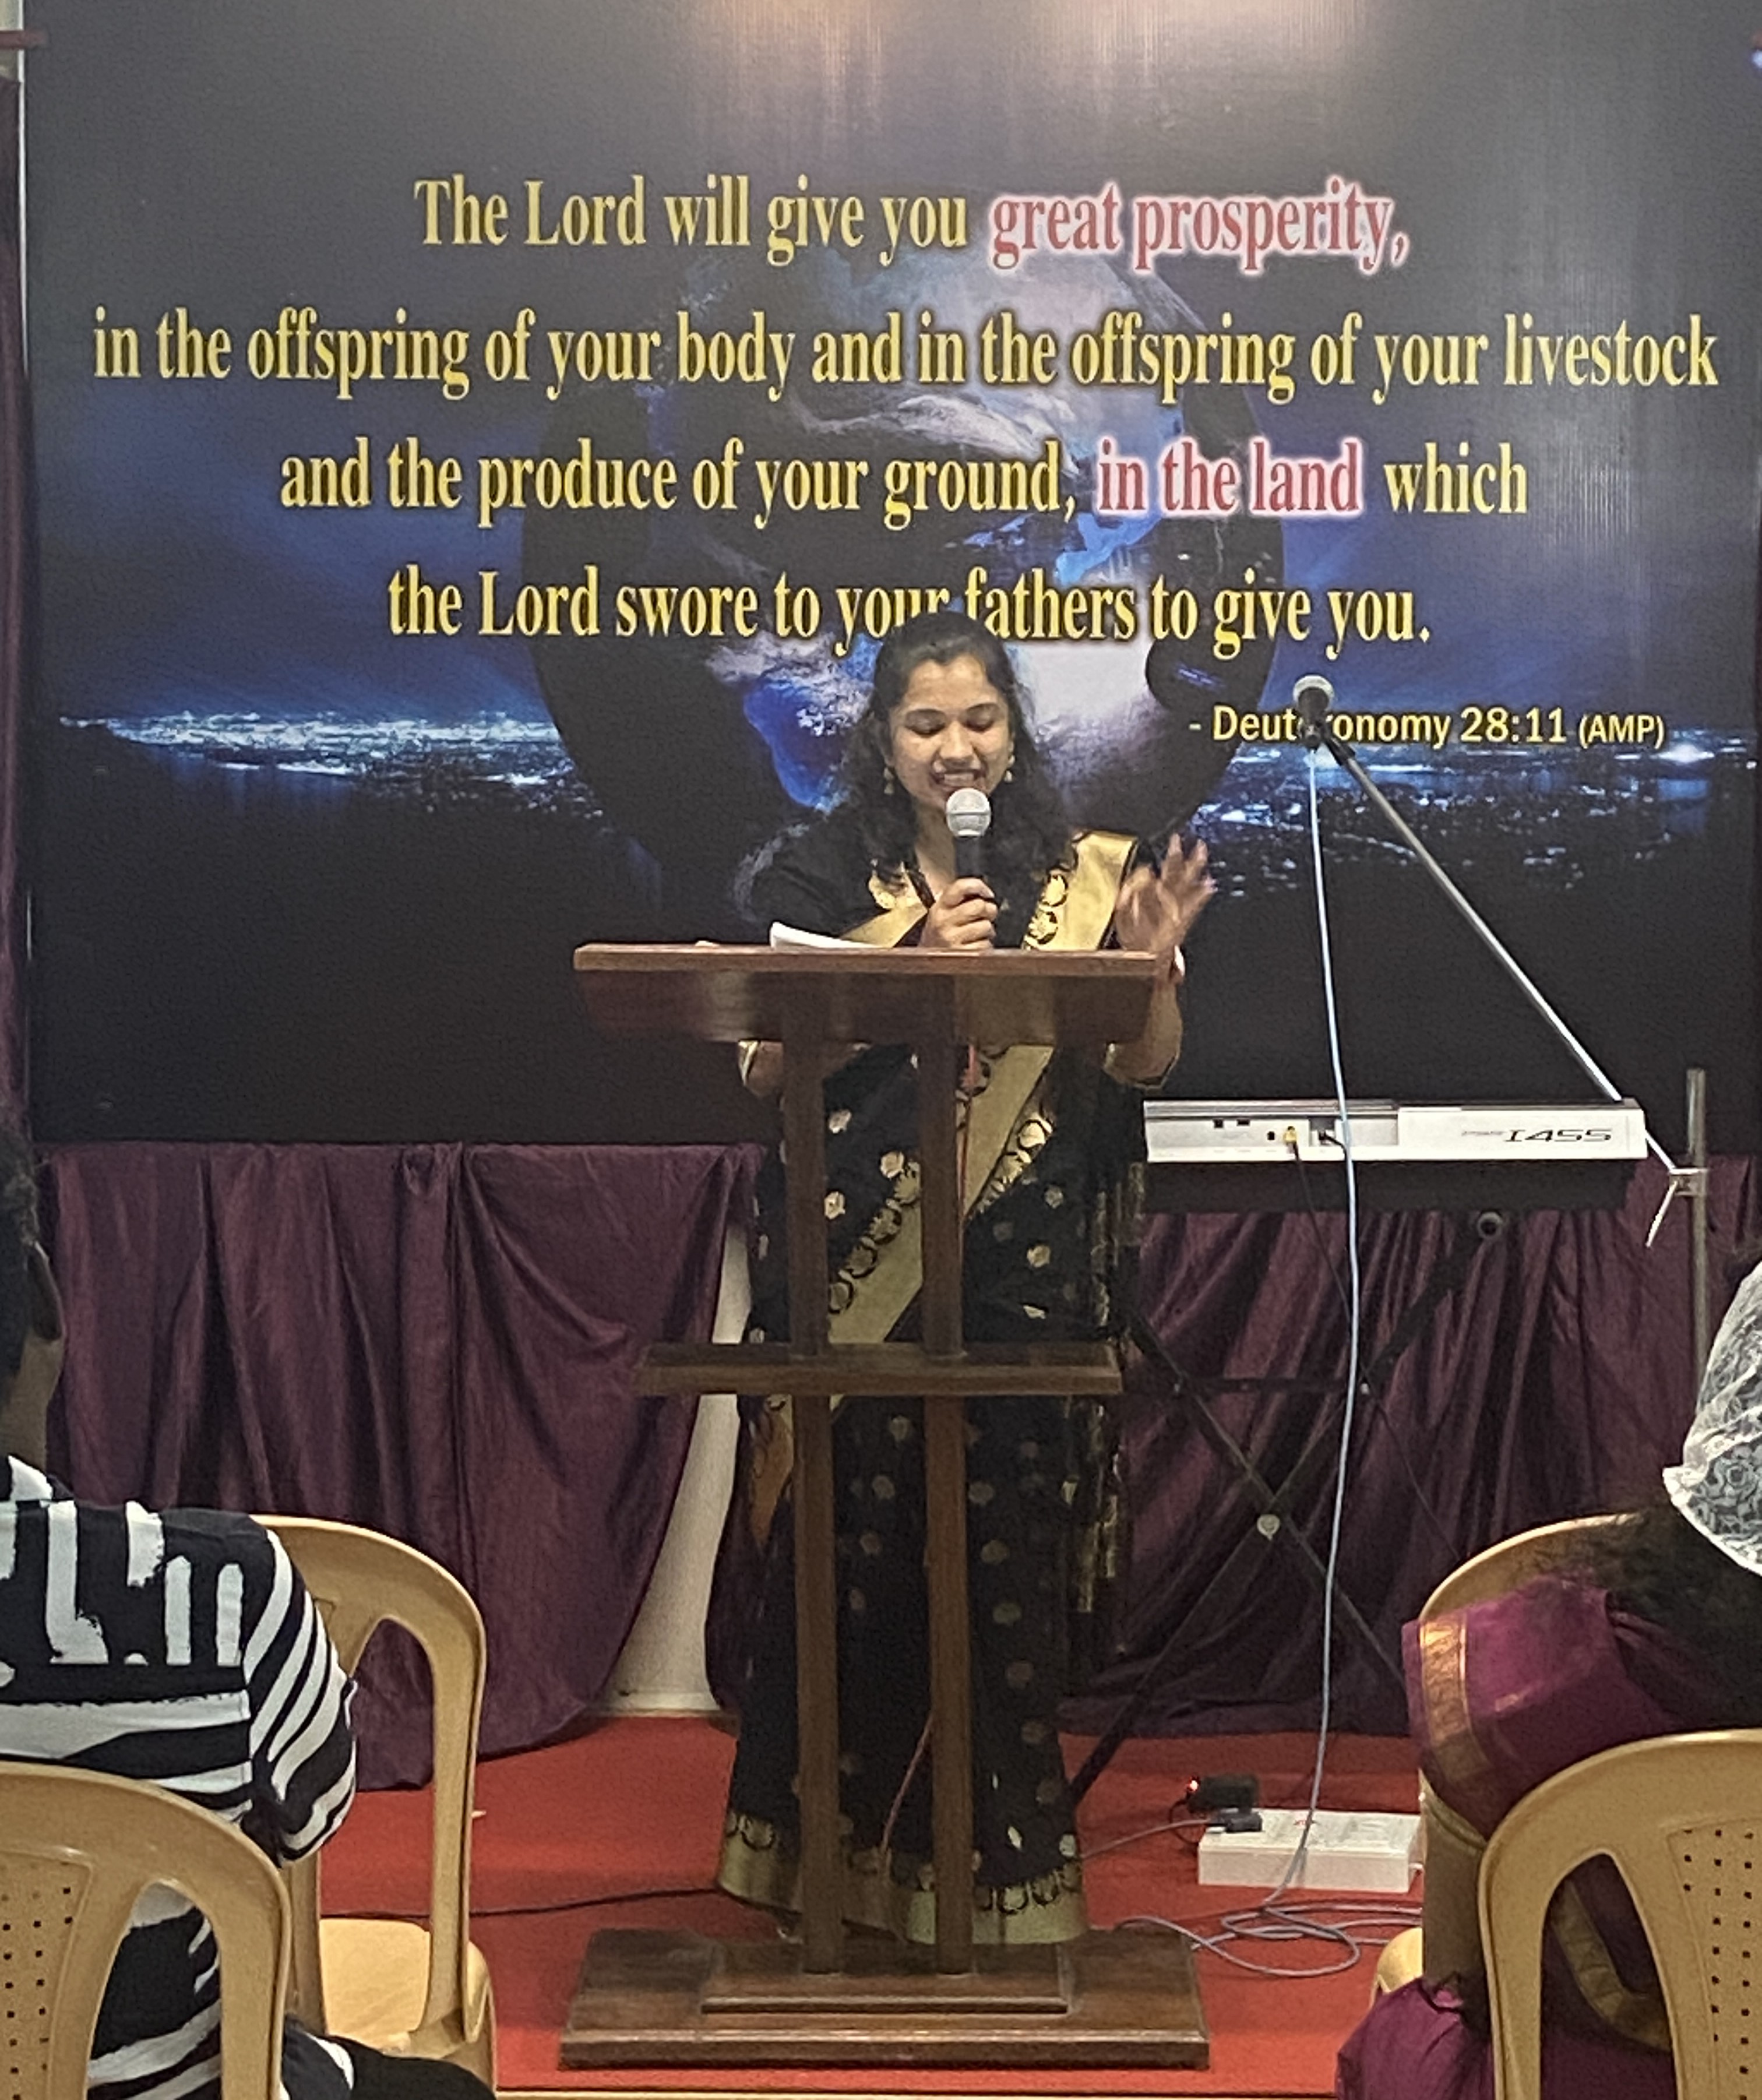 The Lord will give you great prosperity,
in the offspring of your body and in the offspring of your livestock
and the produce of your ground, in the land which
the Lord swore to your fathers to give you.
- Deuteronomy 28:11 (AMP)
I455